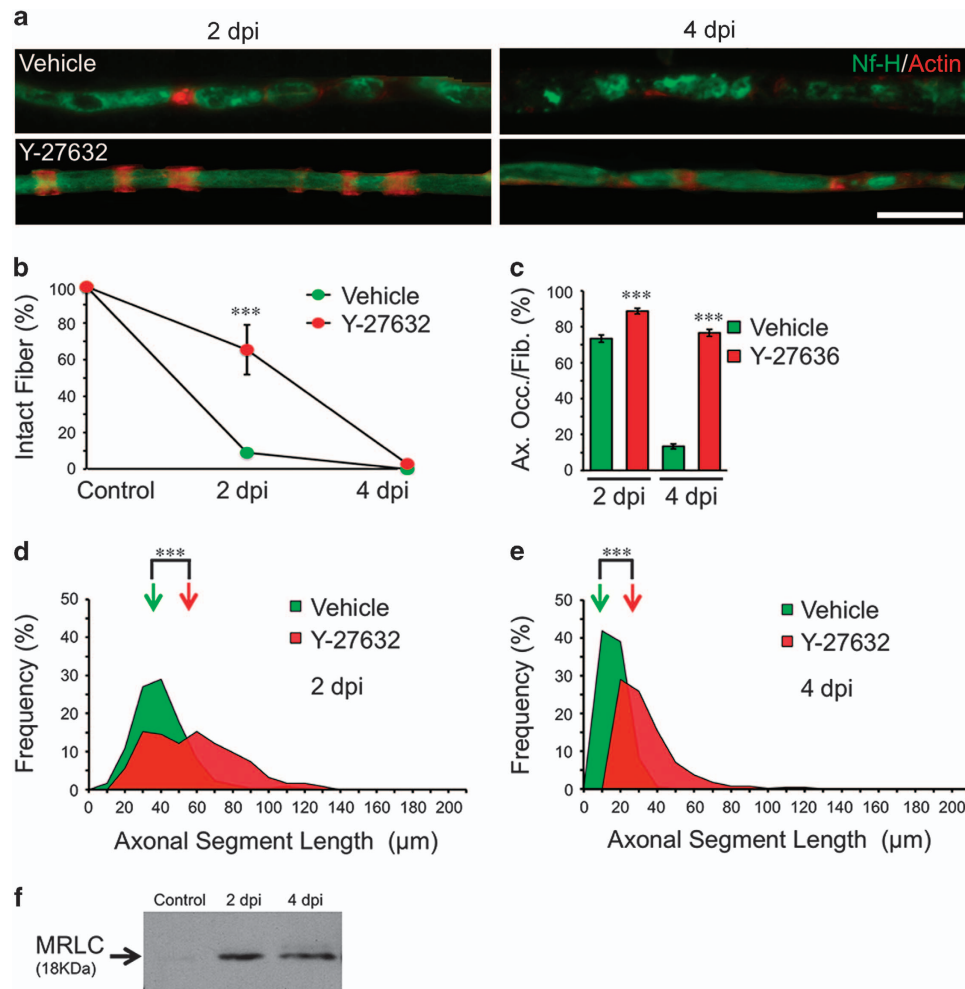 a
2 dpi 4 dpi
Vehicle
Nf-H/Actin
Y-27632
b
Intact Fiber (%)
100
80
60
40
20
0
***
Vehicle
Y-27632
Control 2 dpi 4 dpi
c
Ax. Occ./Fib. (%)
100
80
60
40
20
0
*** ***
Vehicle
Y-27636
2 dpi 4 dpi
d
***
Frequency (%)
50
40
30
20
10
0
Vehicle
Y-27632
2 dpi
0 20 40 60 80 100 120 140 160 180 200
Axonal Segment Length (µm)
e
***
Frequency (%)
50
40
30
20
10
0
Vehicle
Y-27632
4 dpi
0 20 40 60 80 100 120 140 160 180 200
Axonal Segment Length (µm)
f
Control 2 dpi 4 dpi
MRLC
(18KDa)